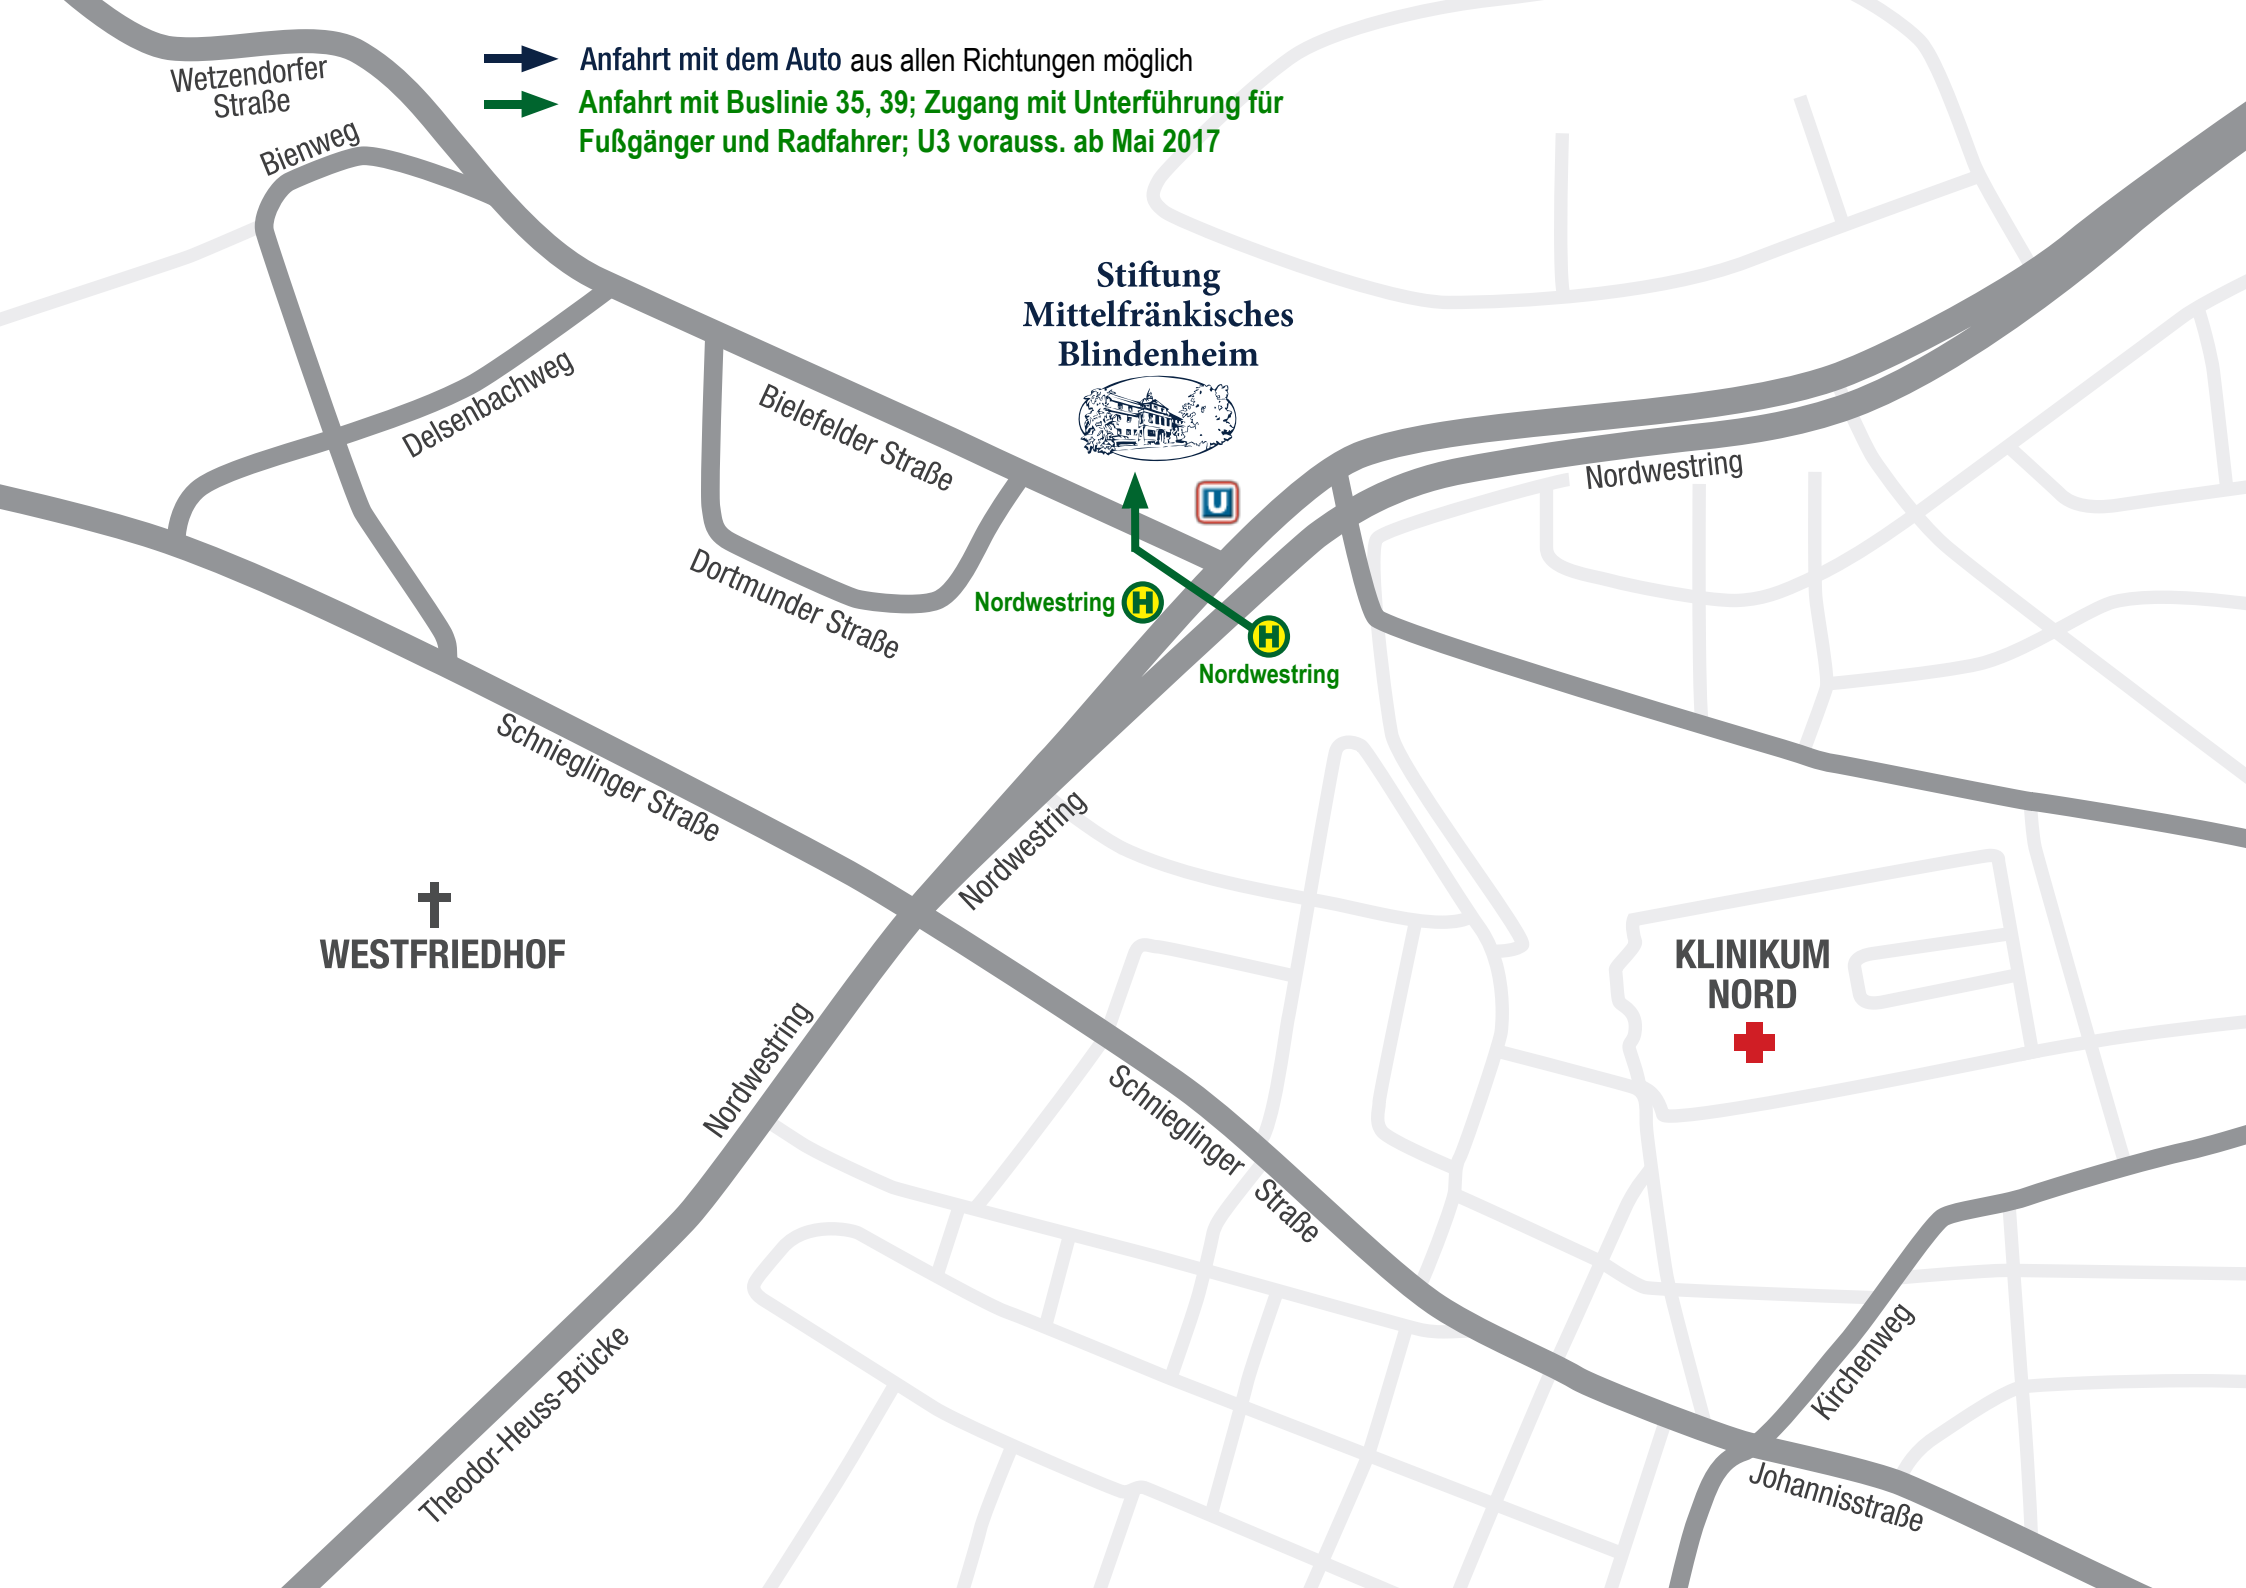 Anfahrt mit dem Auto aus allen Richtungen möglich
Anfahrt mit Buslinie 35, 39; Zugang mit Unterführung für
Fußgänger und Radfahrer; U3 vorauss. ab Mai 2017
Wetzendorfer
Straße
Bienweg
Stiftung
Mittelfränkisches
Blindenheim
Delsenbachweg
Bielefelder Straße
Nordwestring
U
Dortmunder Straße
Nordwestring
H
H
Nordwestring
Schnieglinger Straße
Nordwestring
WESTFRIEDHOF
KLINIKUM
NORD
Nordwestring
Schnieglinger Straße
Theodor-Heuss-Brücke
Kirchenweg
Johannisstraße